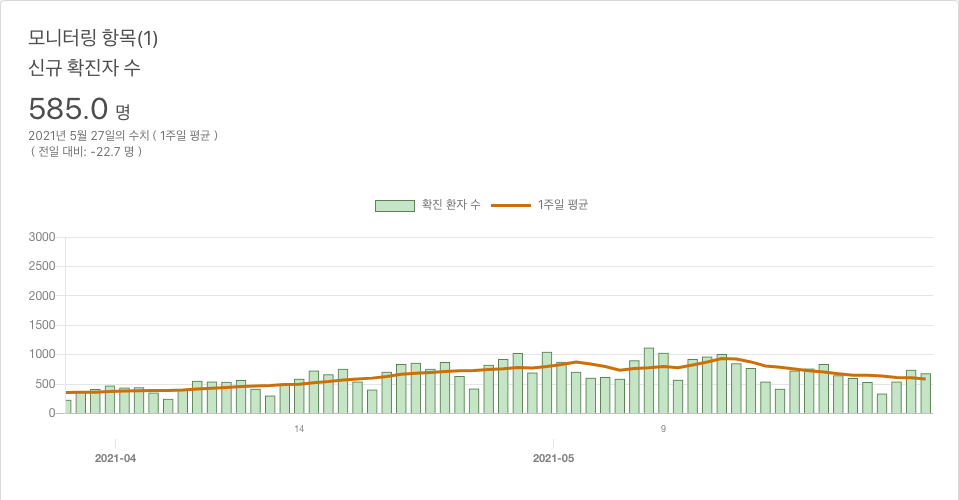 모니터링 항목(1)
신규 확진자 수
585.0 명
2021년 5월 27일의 수치 ( 1주일 평균 )
( 전일 대비: -22.7 명 )
확진 환자 수 1주일 평균
3000
2500
2000
1500
1000
500
0
14 9
2021-04 2021-05